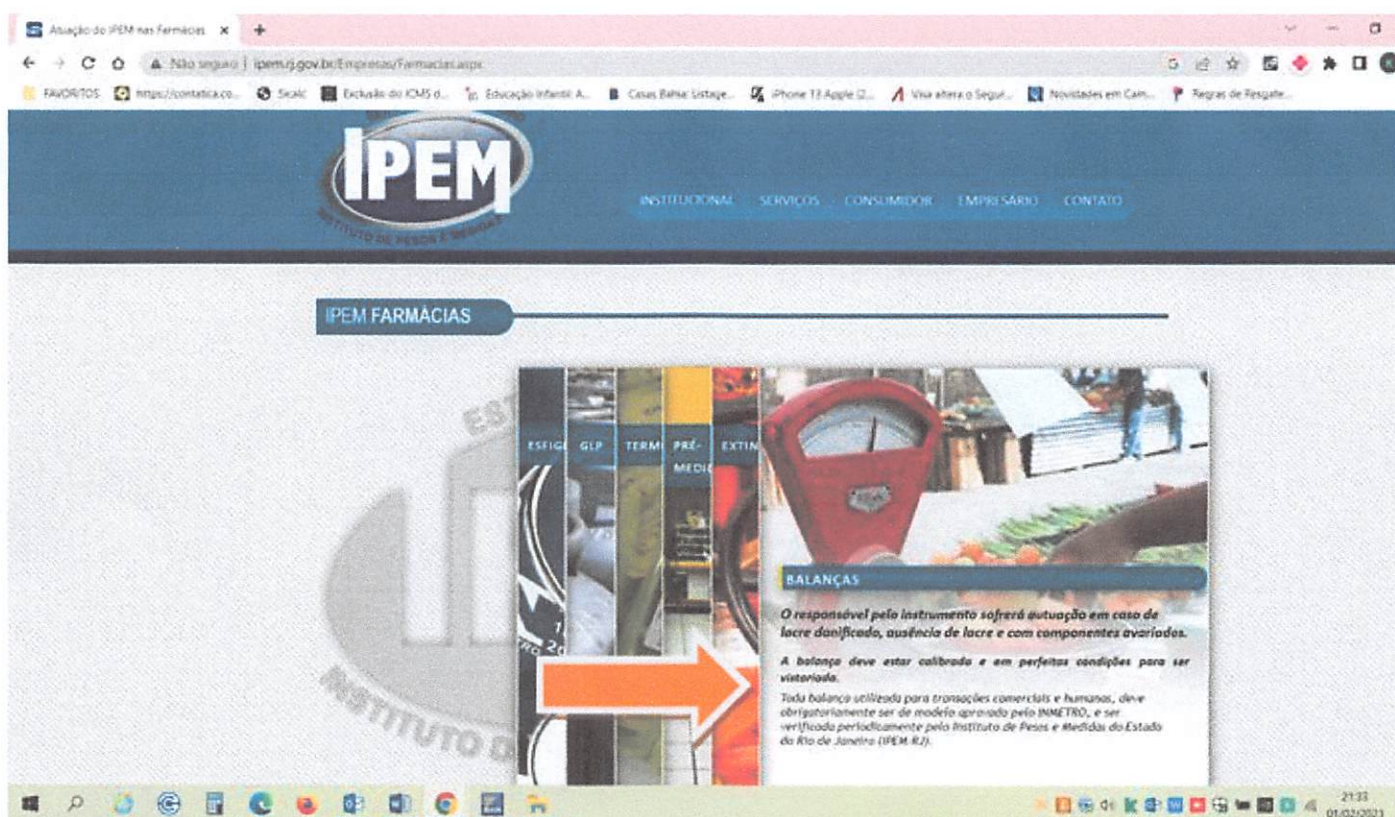 Atuação do IPEM nas Farmácias
Não seguro | ipem.rj.gov.br/Empresas/Farmacias.aspx
FAVORITOS https://contatica.co... Sicalc Exclusão do ICMS d... Educação Infantil: A... Casas Bahia: Listage... iPhone 13 Apple (2... Visa altera o Segur... Novidades em Cam... Regras de Resgate...
IPEM
INSTITUTO DE PESOS E MEDIDAS
INSTITUCIONAL SERVIÇOS CONSUMIDOR EMPRESÁRIO CONTATO
IPEM FARMÁCIAS
EST
ESFIG GLP TERM PRÉ- EXTIN
MEDID
BALANÇAS
O responsável pelo instrumento sofrerá autuação em caso de
lacre danificado, ausência de lacre e com componentes avariados.
A balança deve estar calibrada e em perfeitas condições para ser
vistoriada.
Toda balança utilizada para transações comerciais e humanas, deve
obrigatoriamente ser de modelo aprovado pelo INMETRO, e ser
verificada periodicamente pelo Instituto de Pesos e Medidas do Estado
do Rio de Janeiro (IPEM-RJ).
INSTITUTO D
21:33
01/02/2023